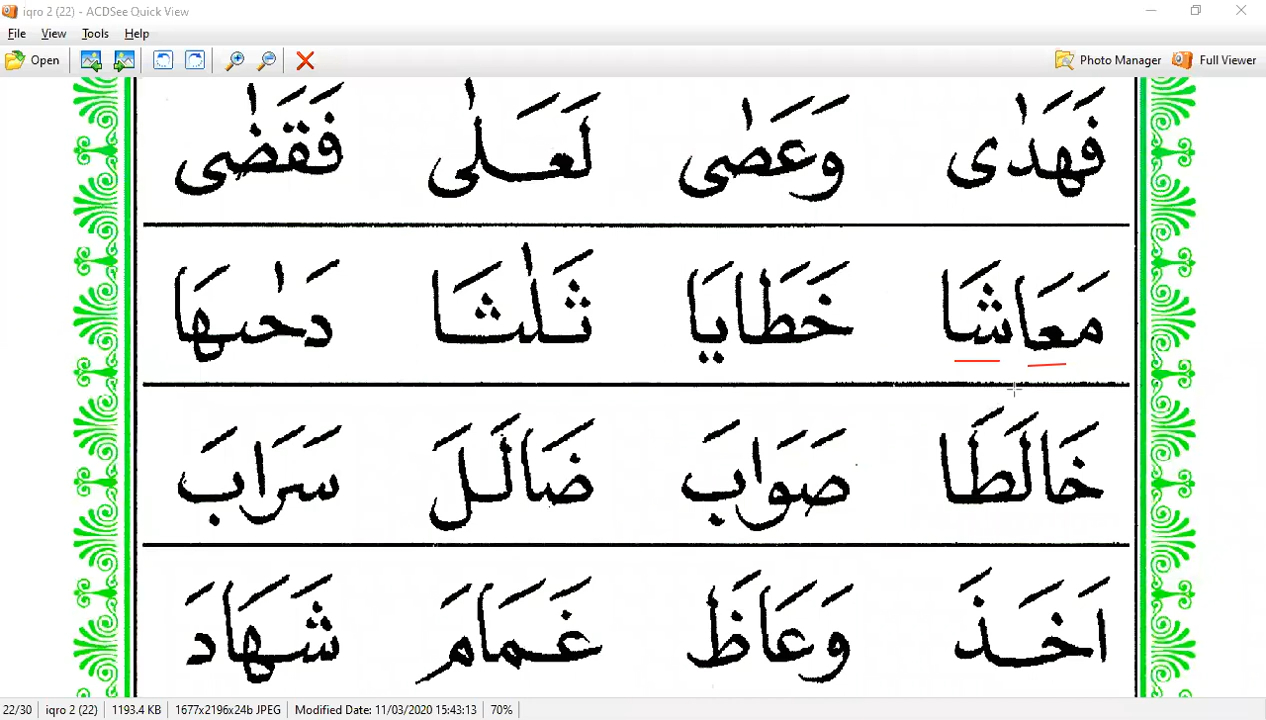 iqro 2 (22) - ACDSee Quick View
File View Tools Help
Open Photo Manager Full Viewer
فَهَدٰى وَعَصٰى لَعَلٰى فَقَضٰى
مَعَاشَا خَطَايَا ثَلٰثَا دَحٰىهَا
خَالَطَا صَوَابَ ضَالَلَ سَرَابَ
اَخَذَ وَعَاظَ غَمَامَ شَهَادَ
22/30 iqro 2 (22) 1193.4 KB 1677x2196x24b JPEG Modified Date: 11/03/2020 15:43:13 70%